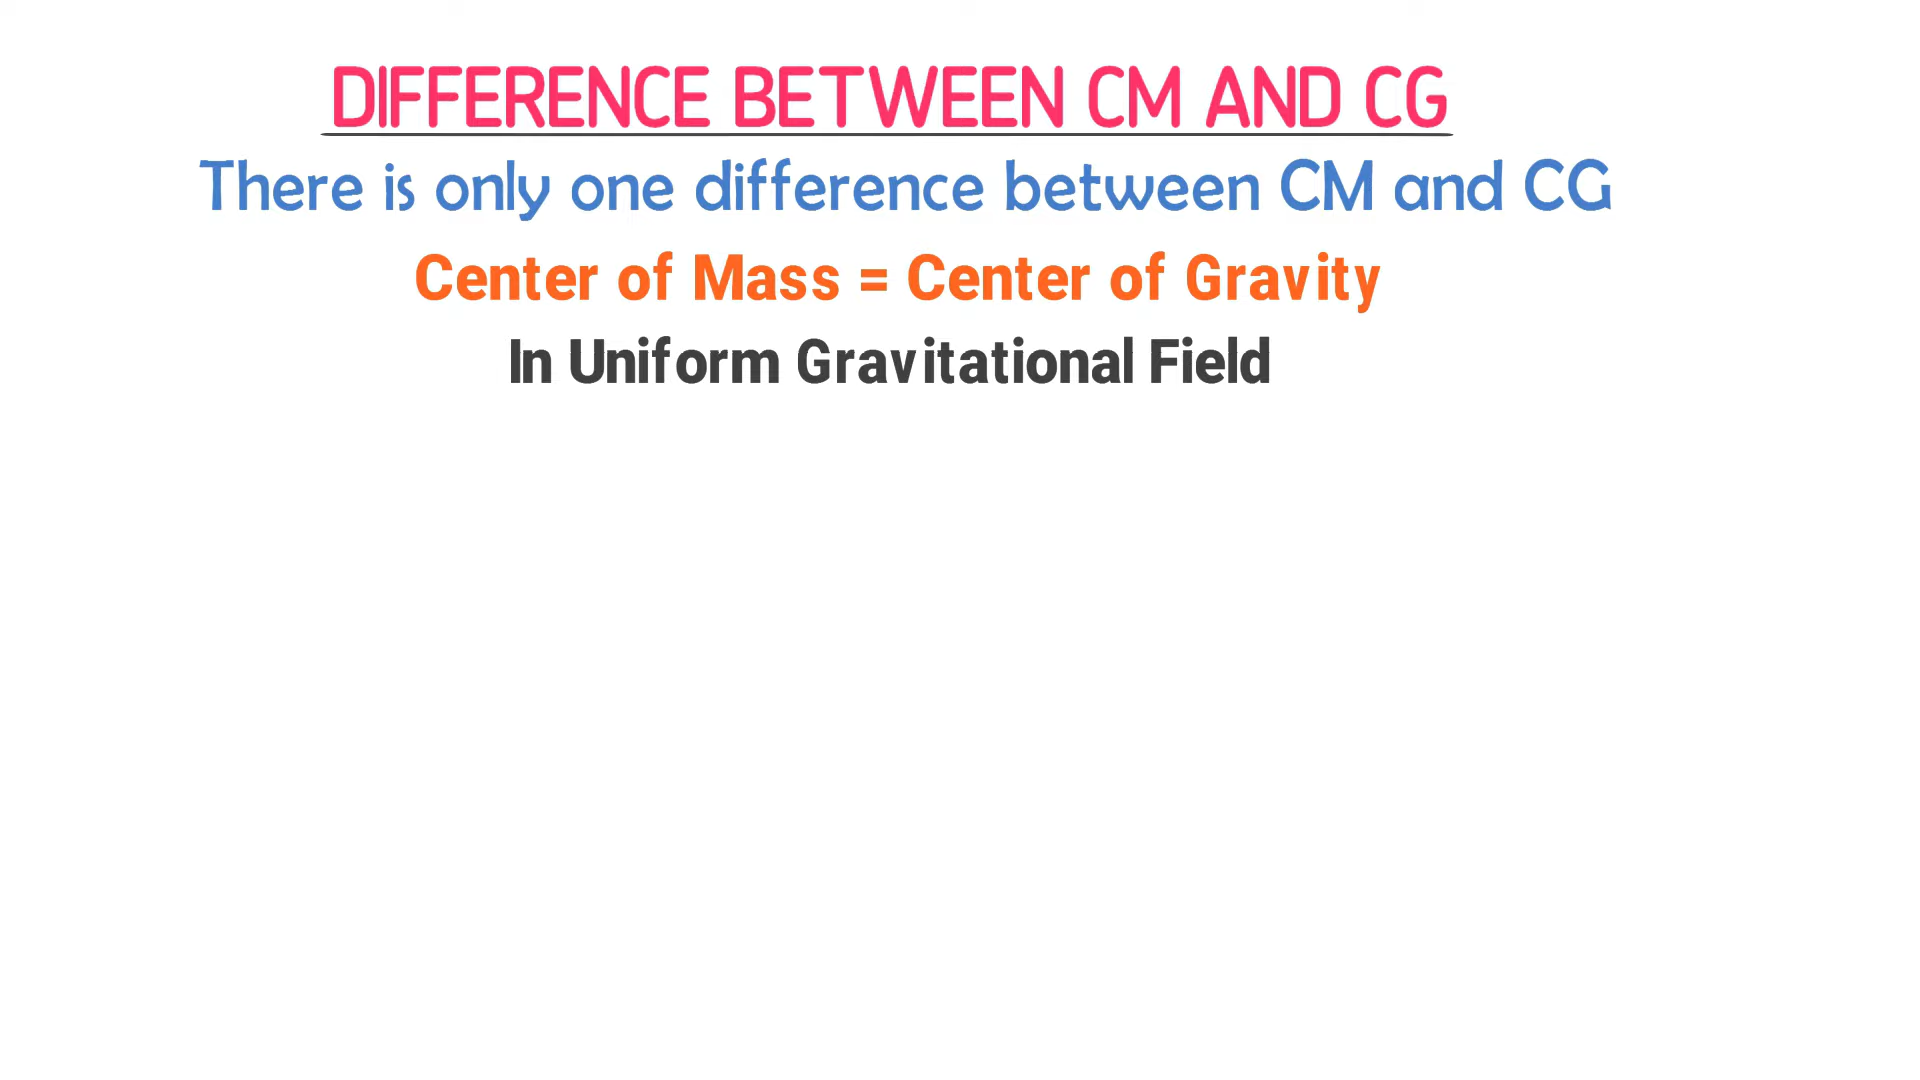 DIFFERENCE BETWEEN CM AND CG
There is only one difference between CM and CG
Center of Mass = Center of Gravity
In Uniform Gravitational Field